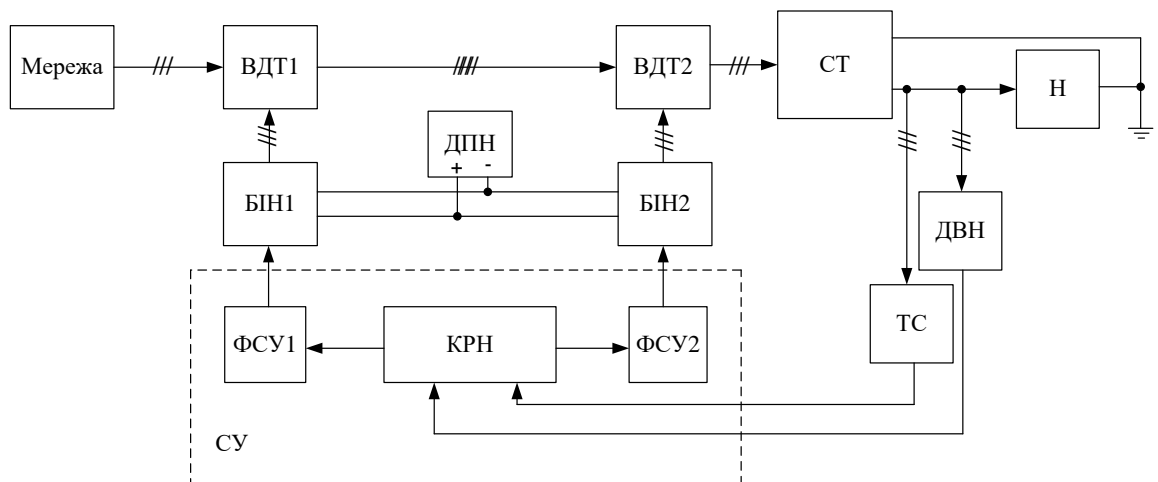 Мережа
ВДТ1
ВДТ2
СТ
Н
ДПН
+ -
БІН1
БІН2
ДВН
ТС
ФСУ1
КРН
ФСУ2
СУ